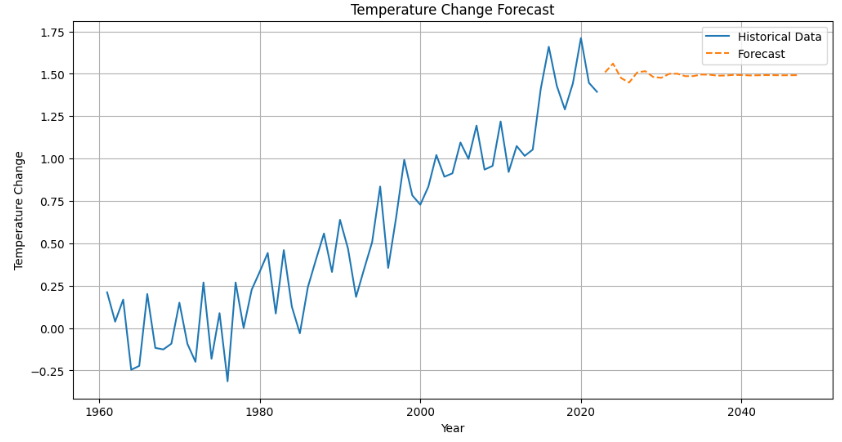 Temperature Change Forecast
Historical Data
Forecast
Temperature Change
1.75
1.50
1.25
1.00
0.75
0.50
0.25
0.00
−0.25
1960
1980
2000
2020
2040
Year